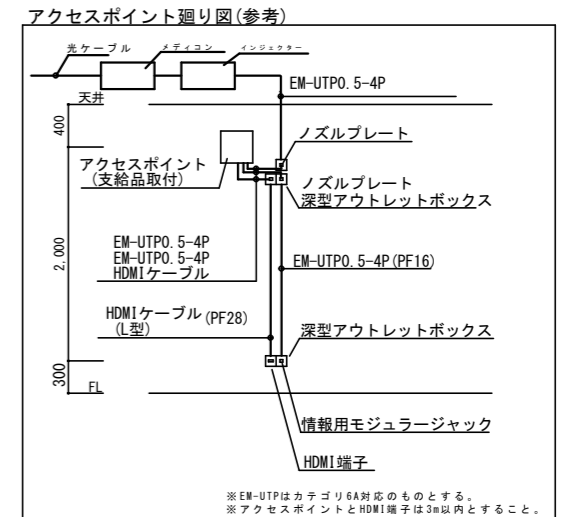 アクセスポイント廻り図(参考)
光ケーブル
メディコン
インジェクター
EM-UTP0.5-4P
天井
400
ノズルプレート
アクセスポイント
(支給品取付)
ノズルプレート
深型アウトレットボックス
EM-UTP0.5-4P
EM-UTP0.5-4P
HDMIケーブル
2,000
EM-UTP0.5-4P(PF16)
HDMIケーブル(PF28)
(L型)
深型アウトレットボックス
300
FL
情報用モジュラージャック
HDMI端子
※EM-UTPはカテゴリ6A対応のものとする。
※アクセスポイントとHDMI端子は3m以内とすること。